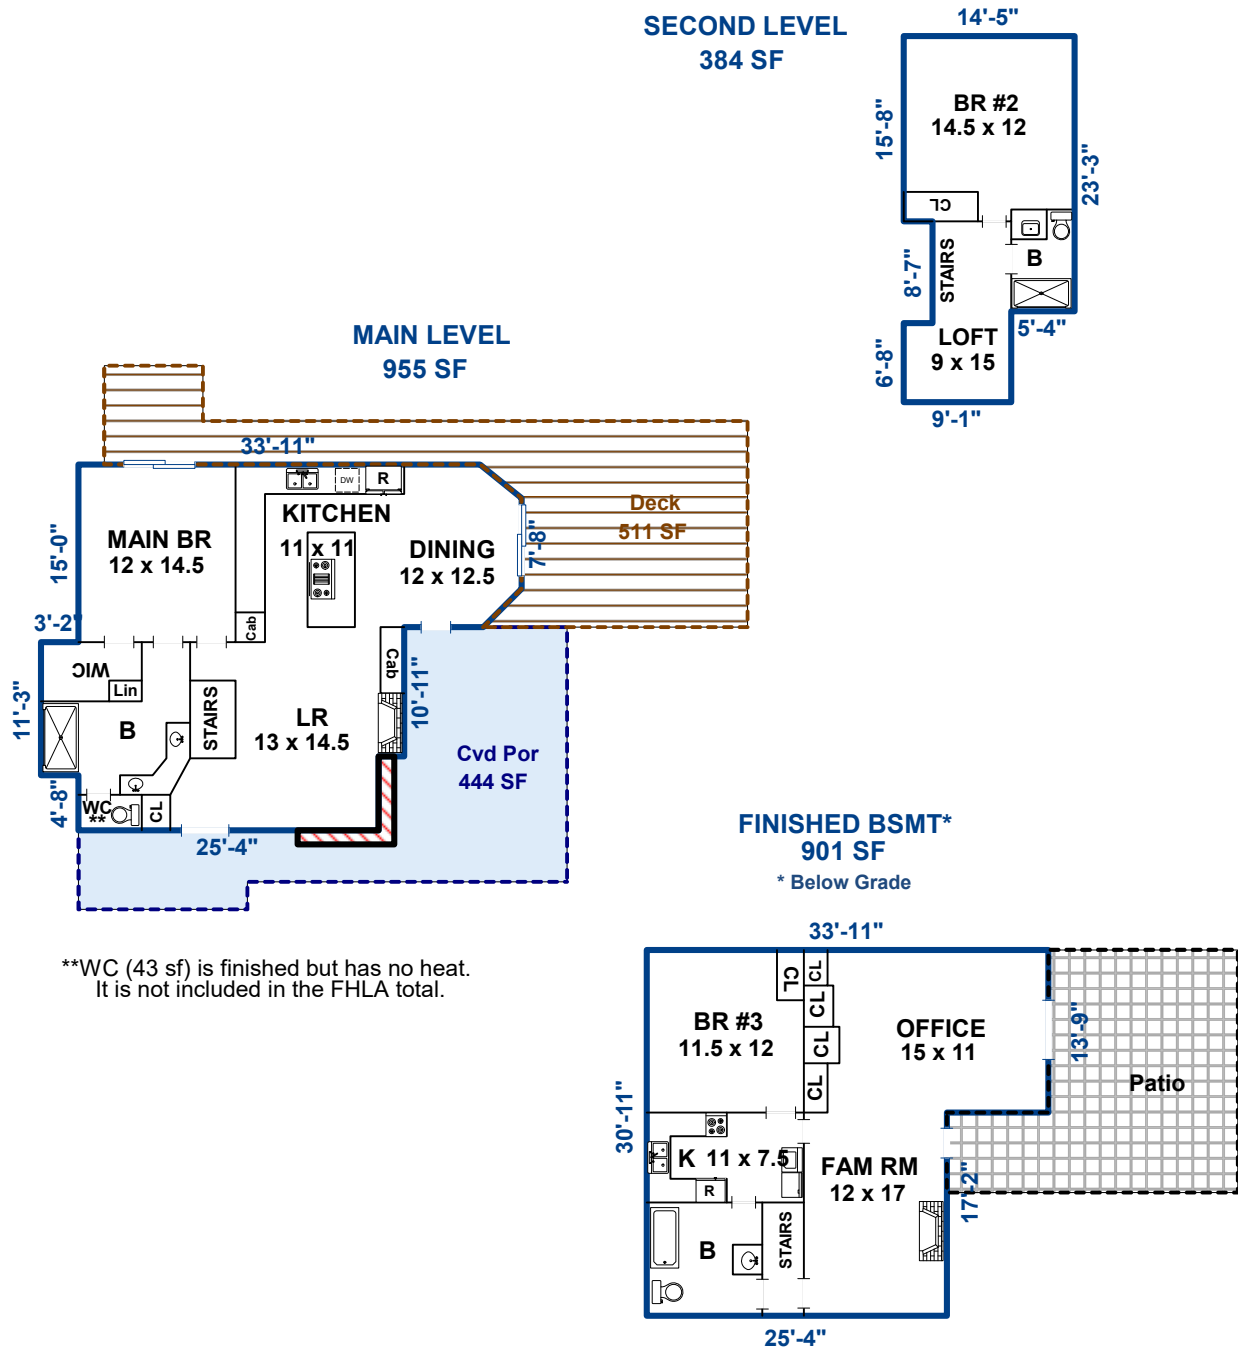 SECOND LEVEL
384 SF
14'-5"
15'-8"
BR #2
14.5 x 12
23'-3"
CL
8'-7"
STAIRS
B
5'-4"
6'-8"
LOFT
9 x 15
9'-1"
MAIN LEVEL
955 SF
33'-11"
DW
R
KITCHEN
11 x 11
Deck
511 SF
15'-0"
MAIN BR
12 x 14.5
DINING
12 x 12.5
7'-8"
3'-2"
Cab
WIC
Lin
Cab
10'-11"
11'-3"
B
STAIRS
LR
13 x 14.5
Cvd Por
444 SF
4'-8"
WC
**
CL
25'-4"
**WC (43 sf) is finished but has no heat.
It is not included in the FHLA total.
FINISHED BSMT*
901 SF
* Below Grade
33'-11"
CL
CL
CL
CL
CL
BR #3
11.5 x 12
OFFICE
15 x 11
13'-9"
Patio
30'-11"
K 11 x 7.5
R
FAM RM
12 x 17
17'-2"
B
STAIRS
25'-4"